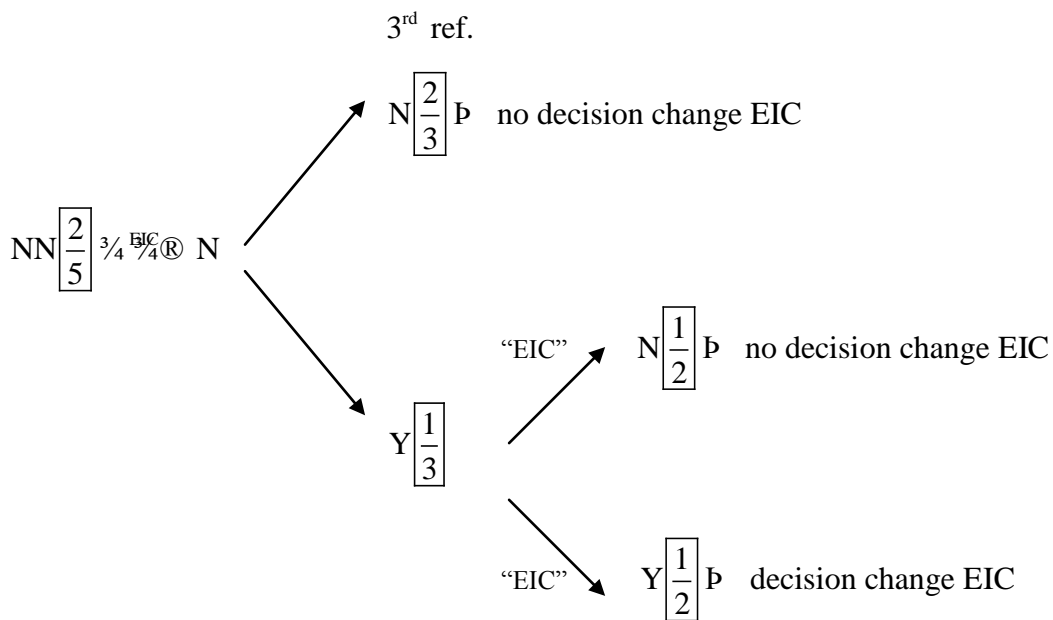 3rd ref.
N 2/3 Þ no decision change EIC
NN 2/5 ¾ EIC ¾® N
“EIC” N 1/2 Þ no decision change EIC
Y 1/3
“EIC” Y 1/2 Þ decision change EIC